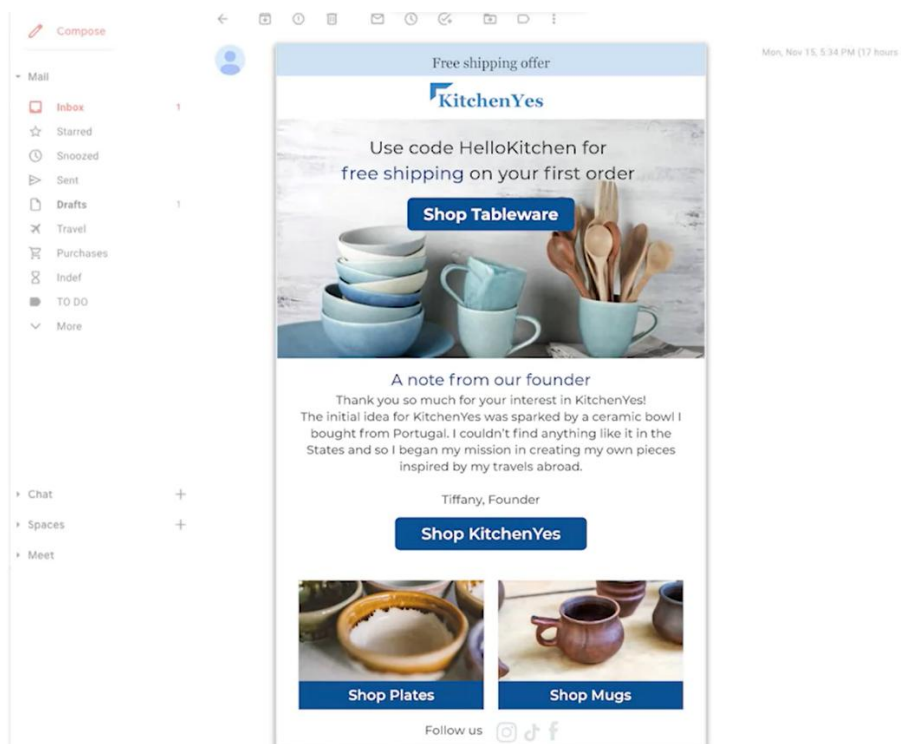 Compose
Mail
Inbox 1
Starred
Snoozed
Sent
Drafts 1
Travel
Purchases
Indef
TO DO
More
Chat
Spaces
Meet
Mon, Nov 15, 5:34 PM (17 hours
Free shipping offer
KitchenYes
Use code HelloKitchen for
free shipping on your first order
Shop Tableware
A note from our founder
Thank you so much for your interest in KitchenYes!
The initial idea for KitchenYes was sparked by a ceramic bowl I
bought from Portugal. I couldn't find anything like it in the
States and so I began my mission in creating my own pieces
inspired by my travels abroad.
Tiffany, Founder
Shop KitchenYes
Shop Plates
Shop Mugs
Follow us